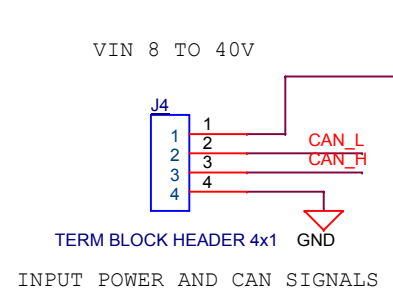 VIN 8 TO 40V
J4
1 1
2 2 CAN_L
3 3 CAN_H
4 4
TERM BLOCK HEADER 4x1 GND
INPUT POWER AND CAN SIGNALS